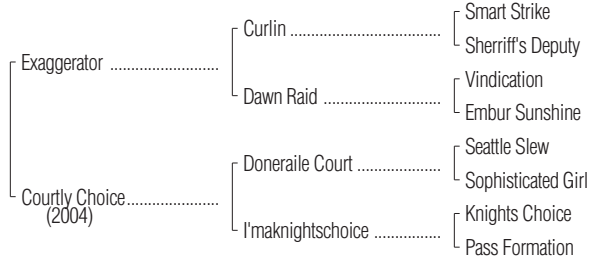 Smart Strike
Curlin ..............................
Sherriff's Deputy
Exaggerator ......................
Vindication
Dawn Raid ........................
Embur Sunshine
Seattle Slew
Doneraile Court .................
Sophisticated Girl
Courtly Choice...................
(2004)
Knights Choice
I'maknightschoice ..............
Pass Formation